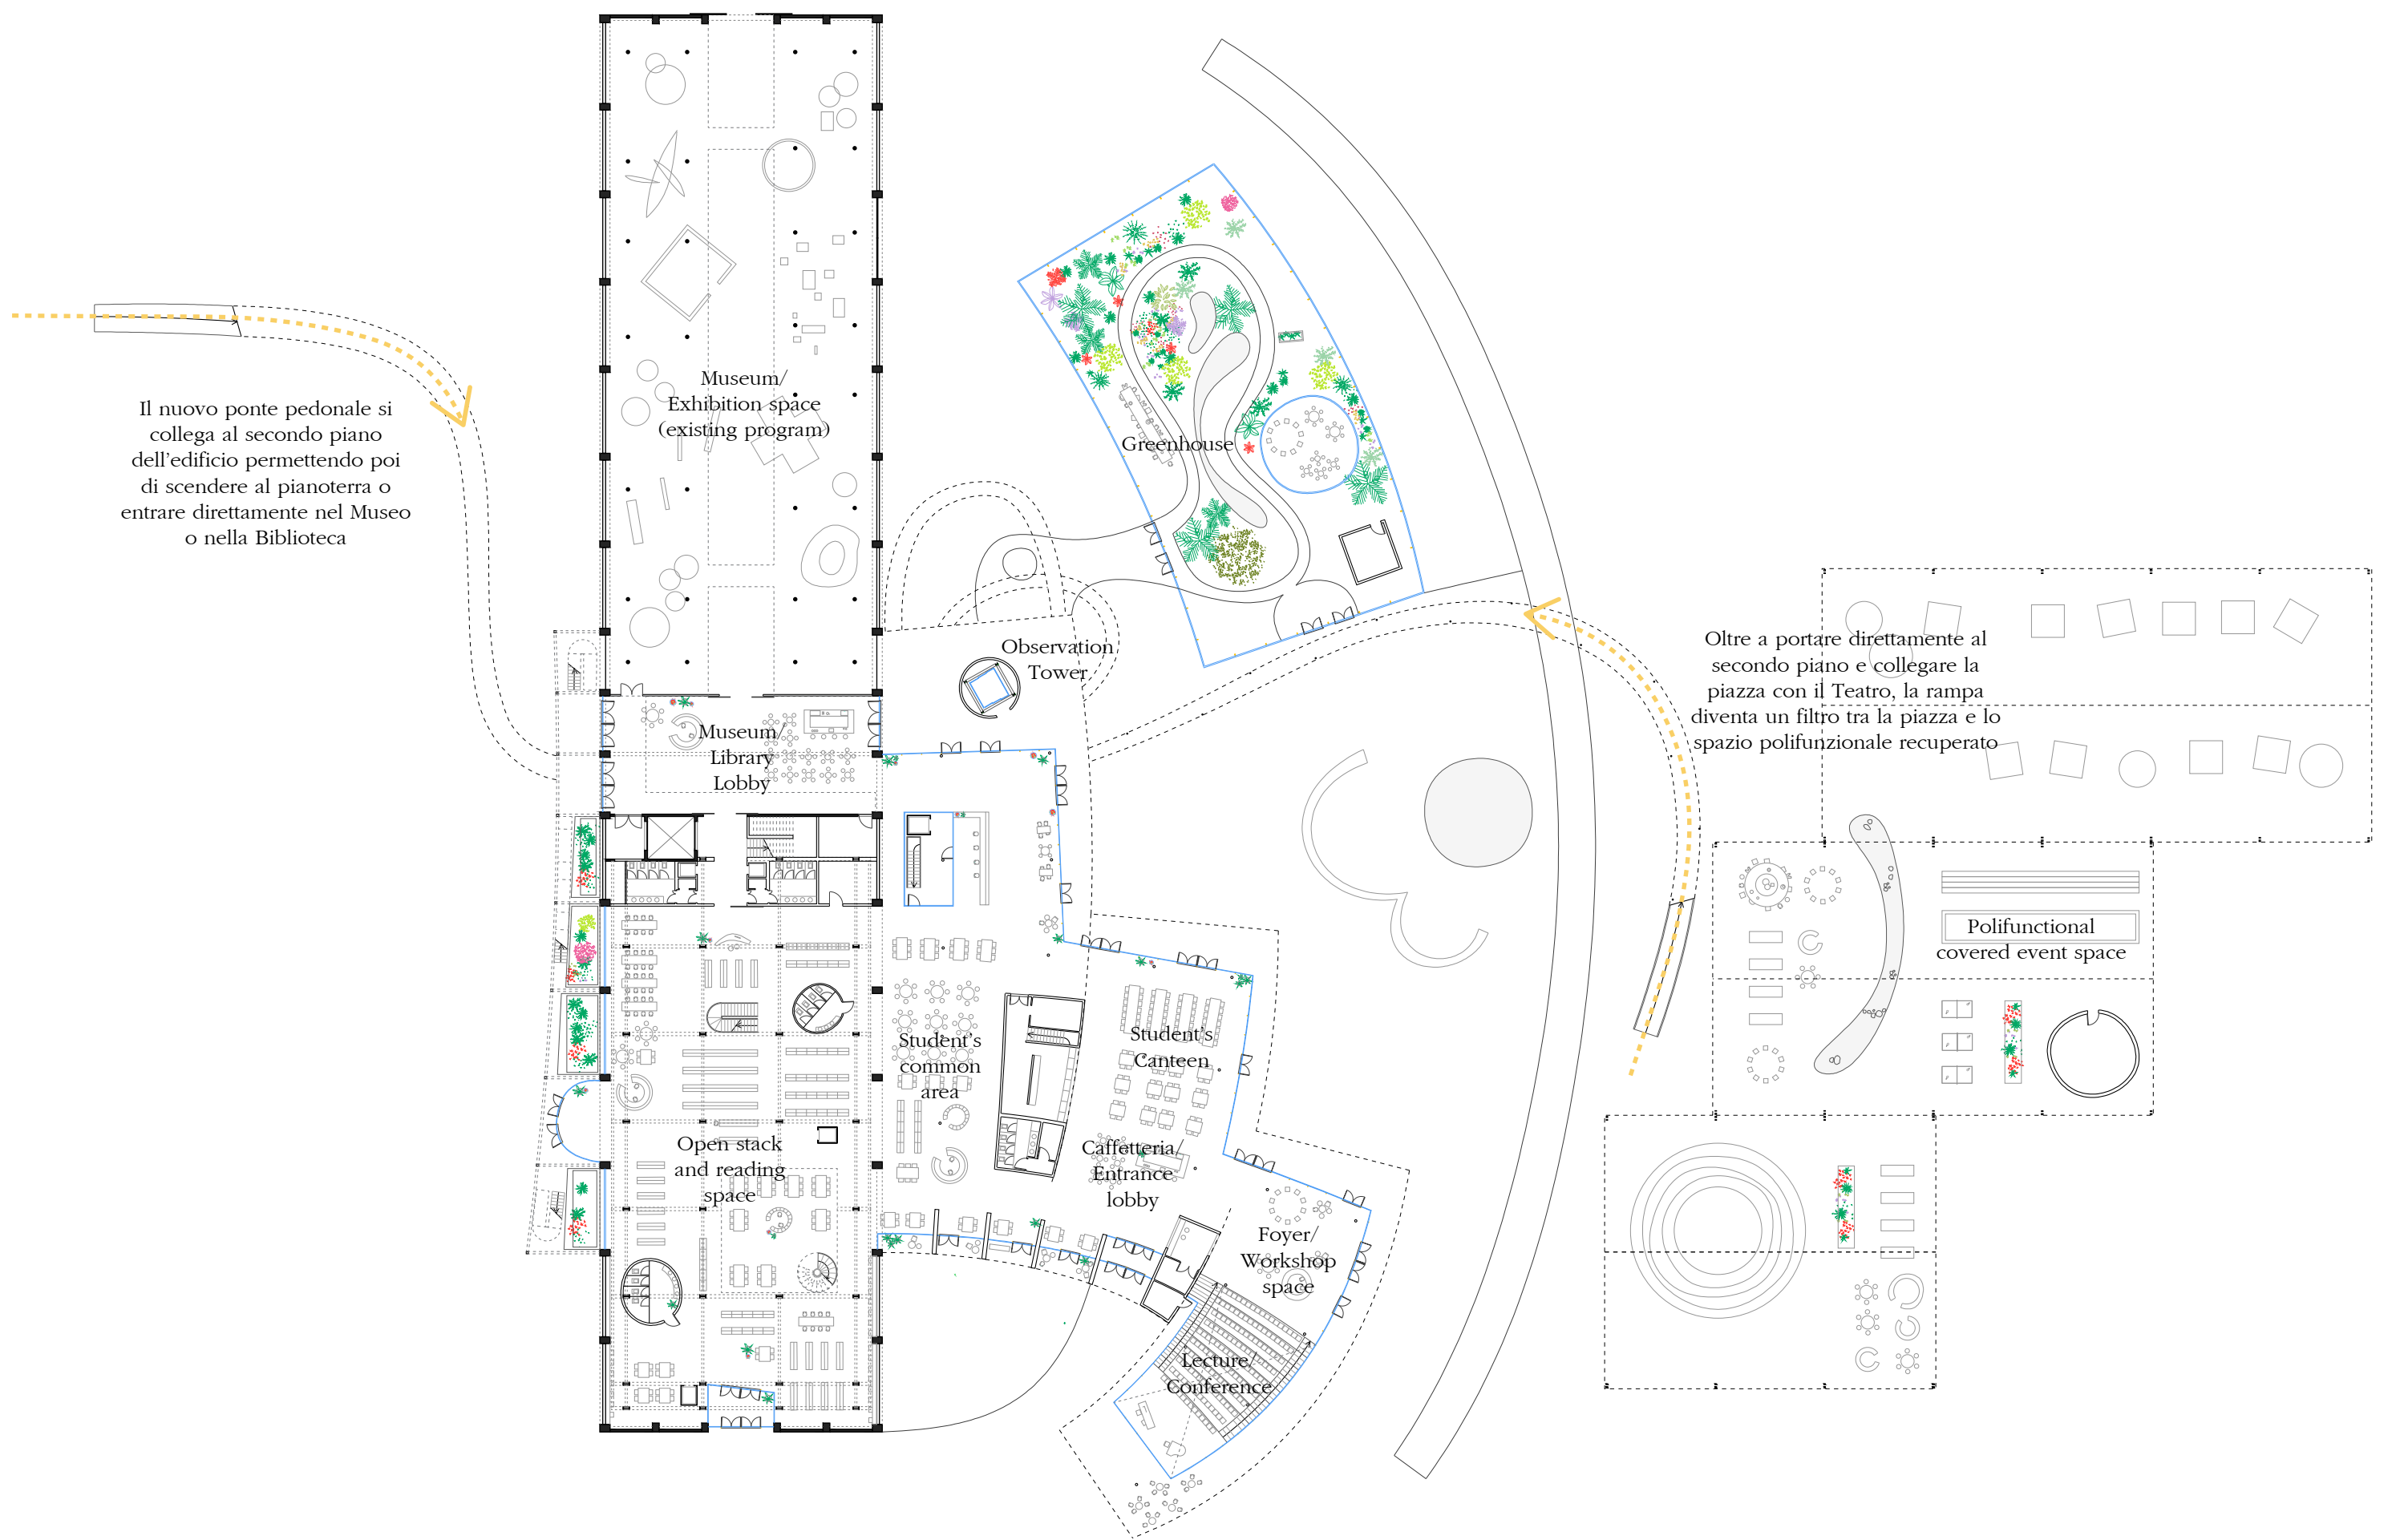 Museum/
Exhibition space
(existing program)
Il nuovo ponte pedonale si
collega al secondo piano
dell'edificio permettendo poi
di scendere al pianoterra o
entrare direttamente nel Museo
o nella Biblioteca
Greenhouse
Observation
Tower
Oltre a portare direttamente al
secondo piano e collegare la
piazza con il Teatro, la rampa
diventa un filtro tra la piazza e lo
spazio polifunzionale recuperato
Museum/
Library
Lobby
Polifunctional
covered event space
Student's
common
area
Student's
Canteen
Open stack
and reading
space
Caffetteria/
Entrance
lobby
Foyer/
Workshop
space
Lecture/
Conference